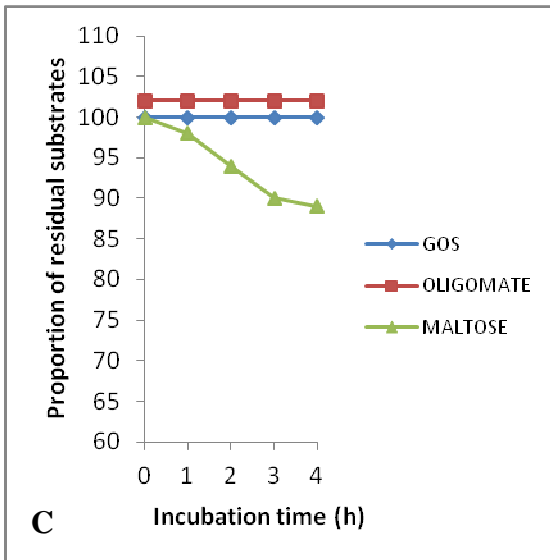 110
105
100
95
90
85
80
75
70
65
60
Proportion of residual substrates
0 1 2 3 4
Incubation time (h)
GOS
OLIGOMATE
MALTOSE
C